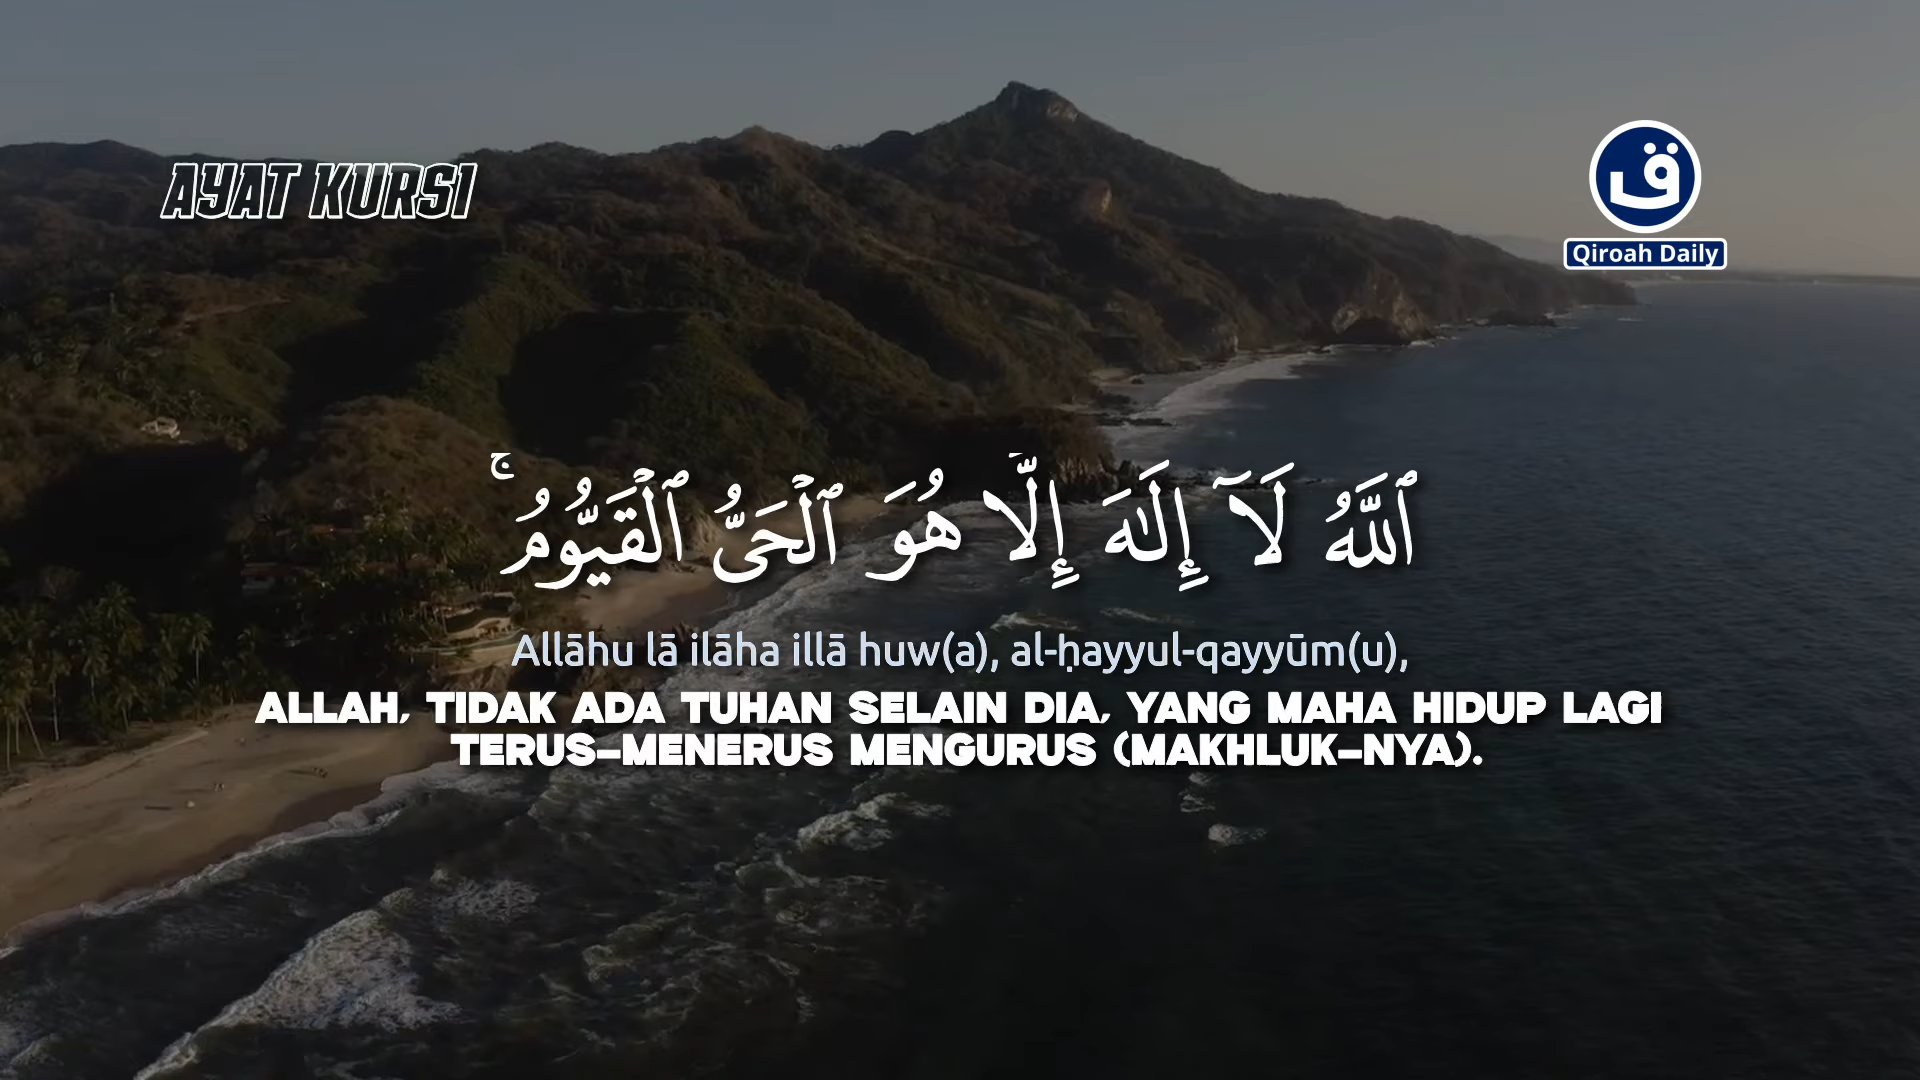 AYAT KURSI
ق
Qiroah Daily
ٱللَّهُ لَآ إِلَٰهَ إِلَّا هُوَ ٱلْحَىُّ ٱلْقَيُّومُ ۚ
Allāhu lā ilāha illā huw(a), al-ḥayyul-qayyūm(u),
ALLAH, TIDAK ADA TUHAN SELAIN DIA, YANG MAHA HIDUP LAGI
TERUS-MENERUS MENGURUS (MAKHLUK-NYA).